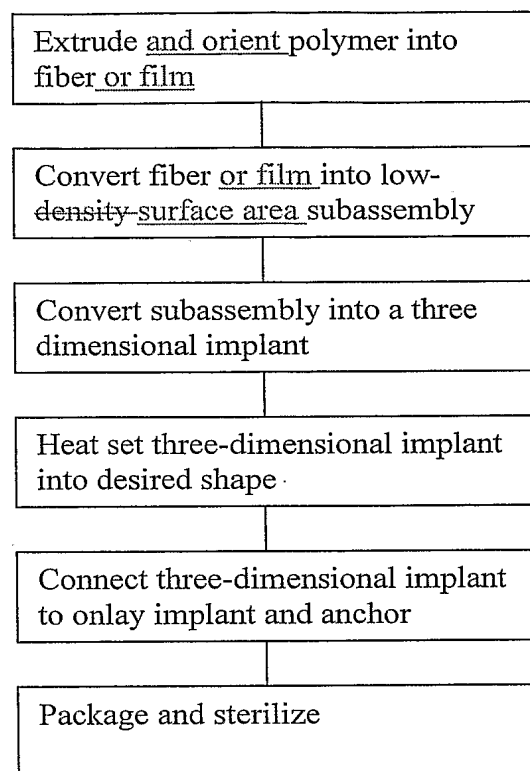 Extrude and orient polymer into
fiber or film
Convert fiber or film into low-
density surface area subassembly
Convert subassembly into a three
dimensional implant
Heat set three-dimensional implant
into desired shape
Connect three-dimensional implant
to onlay implant and anchor
Package and sterilize